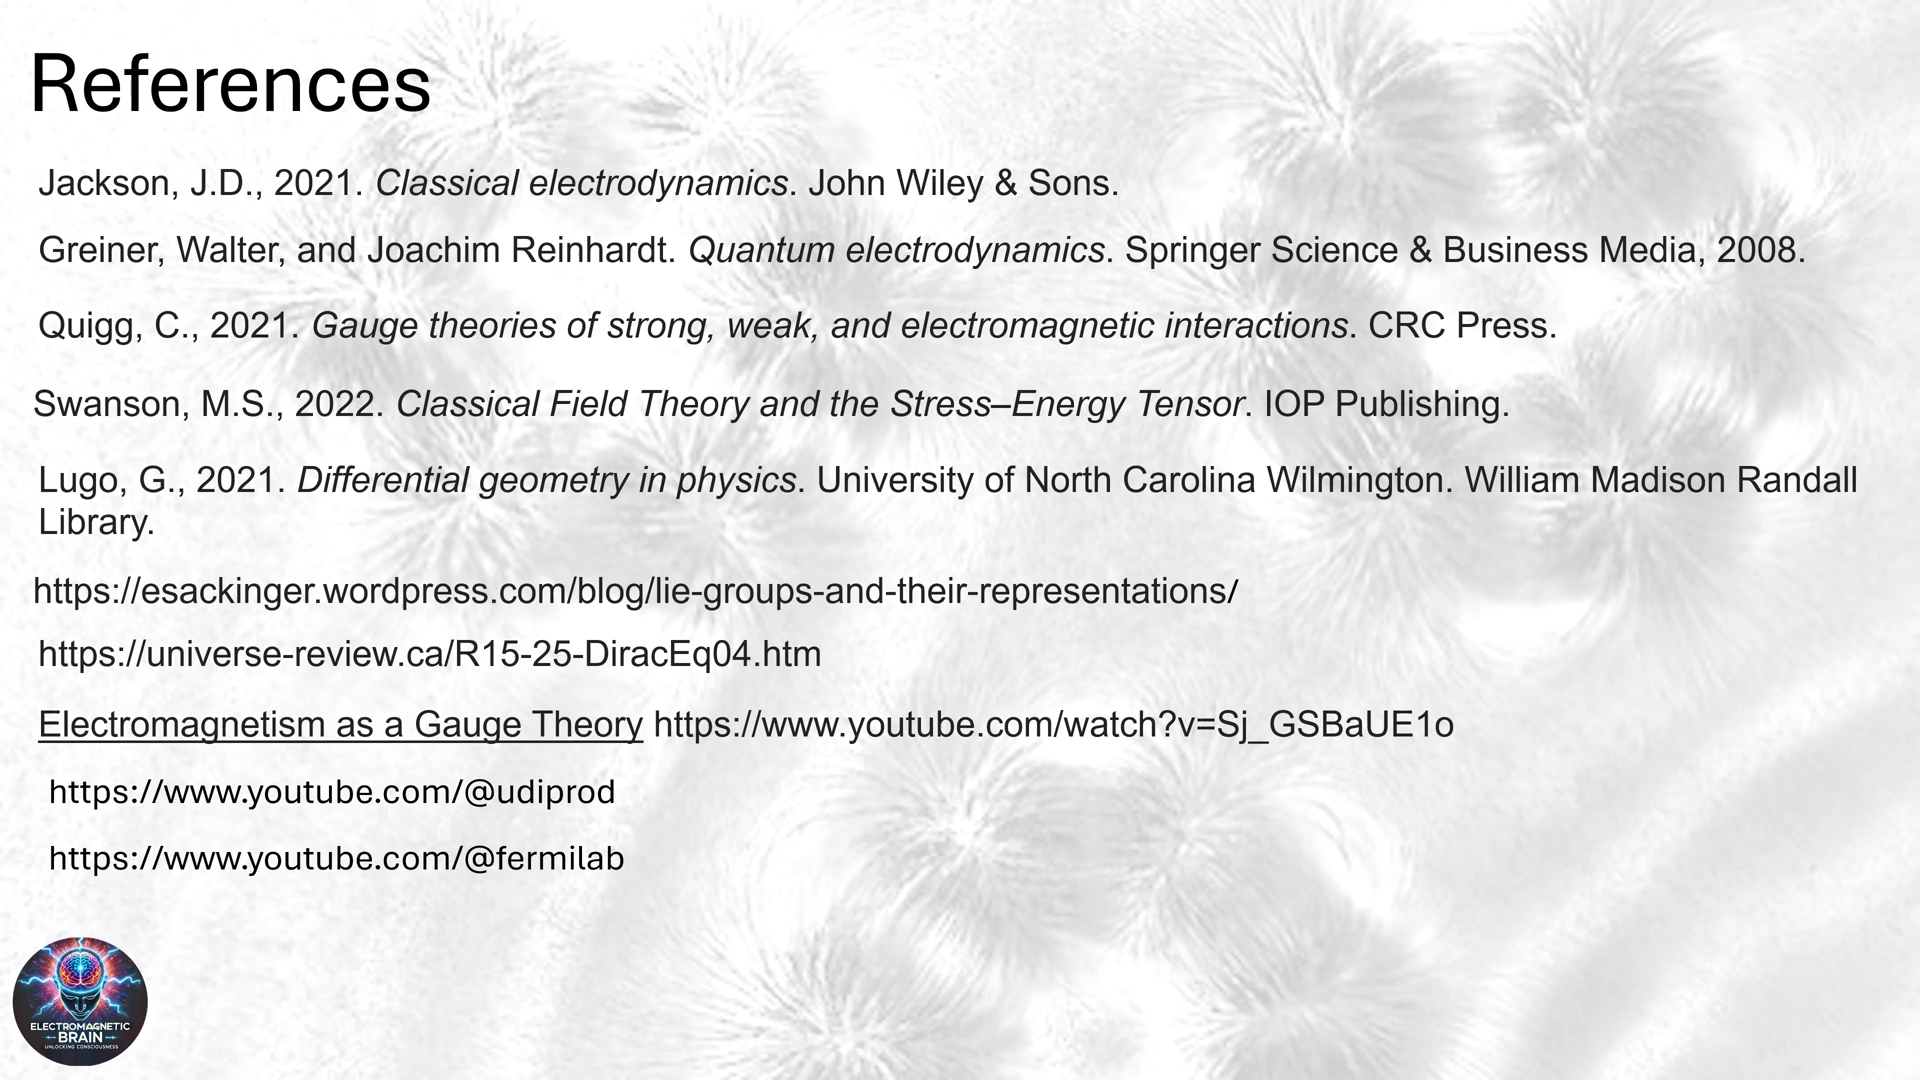 References
Jackson, J.D., 2021. Classical electrodynamics. John Wiley & Sons.
Greiner, Walter, and Joachim Reinhardt. Quantum electrodynamics. Springer Science & Business Media, 2008.
Quigg, C., 2021. Gauge theories of strong, weak, and electromagnetic interactions. CRC Press.
Swanson, M.S., 2022. Classical Field Theory and the Stress–Energy Tensor. IOP Publishing.
Lugo, G., 2021. Differential geometry in physics. University of North Carolina Wilmington. William Madison Randall
Library.
https://esackinger.wordpress.com/blog/lie-groups-and-their-representations/
https://universe-review.ca/R15-25-DiracEq04.htm
Electromagnetism as a Gauge Theory https://www.youtube.com/watch?v=Sj_GSBaUE1o
https://www.youtube.com/@udiprod
https://www.youtube.com/@fermilab
ELECTROMAGNETIC
BRAIN
UNLOCKING CONSCIOUSNESS